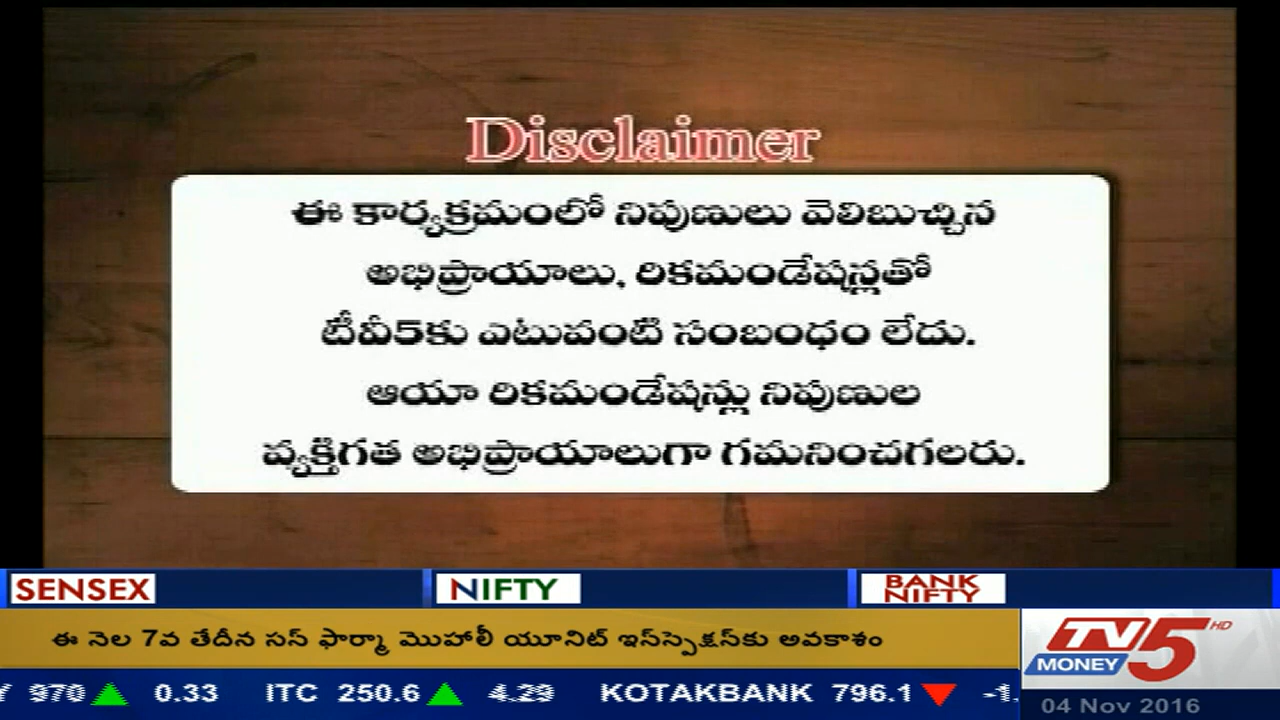 Disclaimer
ఈ కార్యక్రమంలో నిపుణులు వెలిబుచ్చిన
అభిప్రాయాలు, రికమండేషన్లతో
టీవీ5కు ఎటువంటి సంబంధం లేదు.
ఆయా రికమండేషన్లు నిపుణుల
వ్యక్తిగత అభిప్రాయాలుగా గమనించగలరు.
SENSEX
NIFTY
BANK
NIFTY
ఈ నెల 7వ తేదీన సన్ ఫార్మా మొహాలీ యూనిట్ ఇన్‌స్పెక్షన్‌కు అవకాశం
TV5 HD
MONEY
Y 970 0.33 ITC 250.6 4.29 KOTAKBANK 796.1 -1.
04 Nov 2016